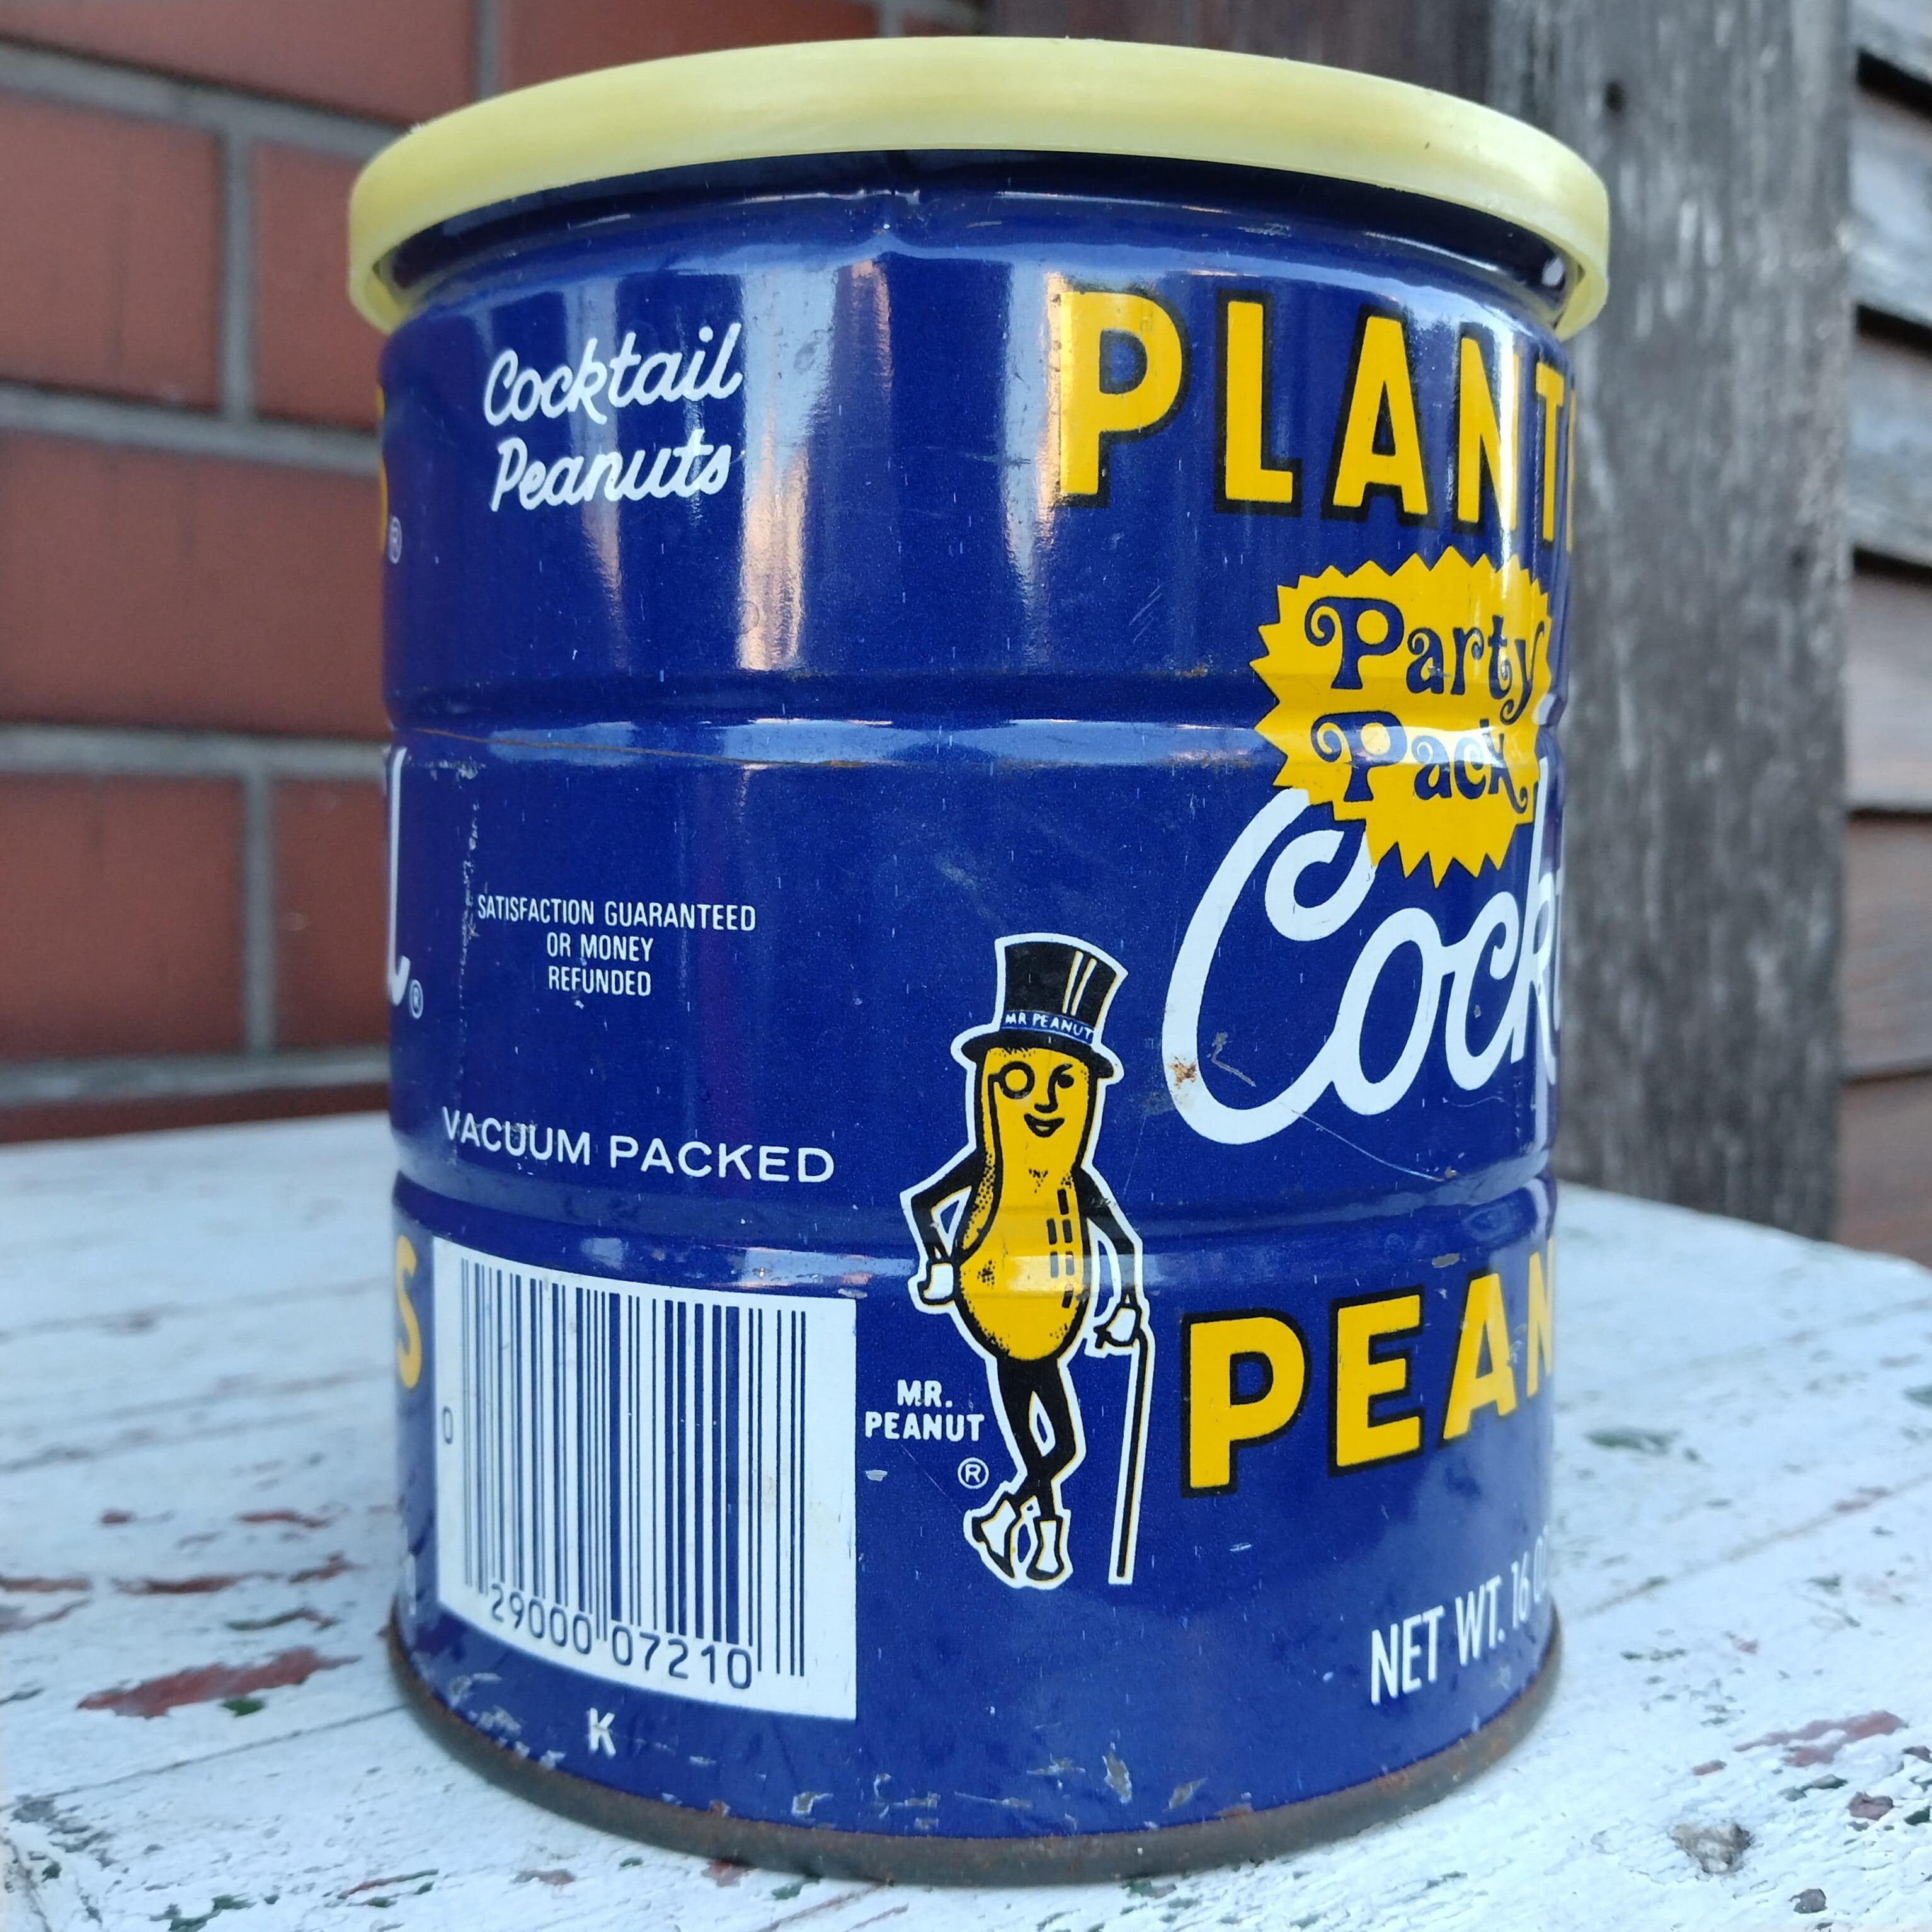 Cocktail
Peanuts
®
®
SATISFACTION GUARANTEED
OR MONEY
REFUNDED
VACUUM PACKED
S
0
29000 07210
K
PLANT
Party
Pack
Cockt
MR PEANUT
MR.
PEANUT
®
PEAN
NET WT. 16 O